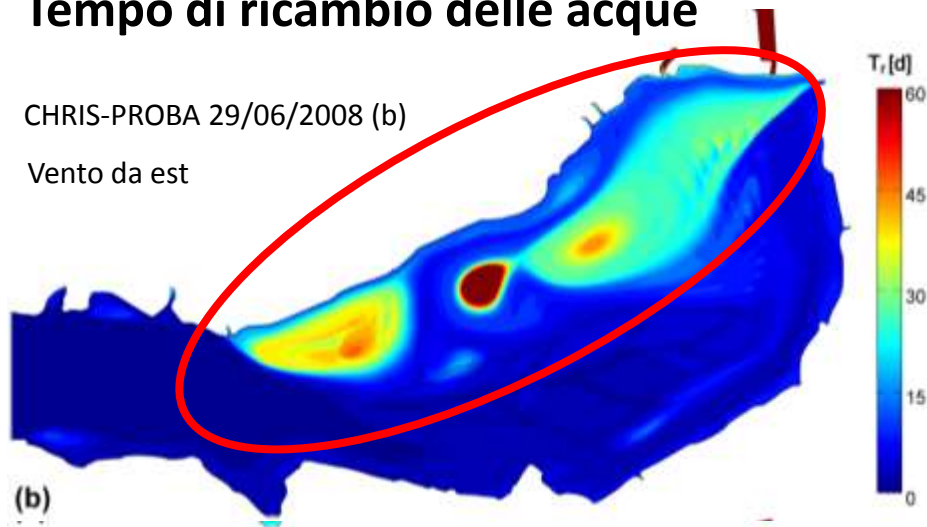 Tempo di ricambio delle acque
CHRIS-PROBA 29/06/2008 (b)
Vento da est
Tr [d]
60
45
30
15
0
(b)